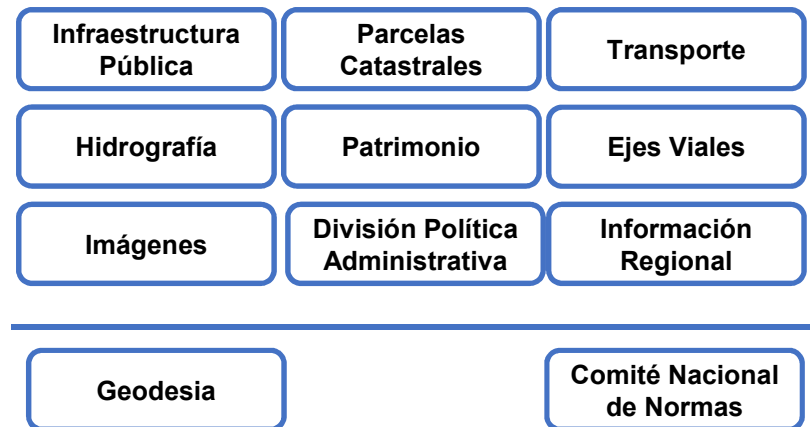 Infraestructura
Pública
Parcelas
Catastrales
Transporte
Hidrografía
Patrimonio
Ejes Viales
Imágenes
División Política
Administrativa
Información
Regional
Geodesia
Comité Nacional
de Normas